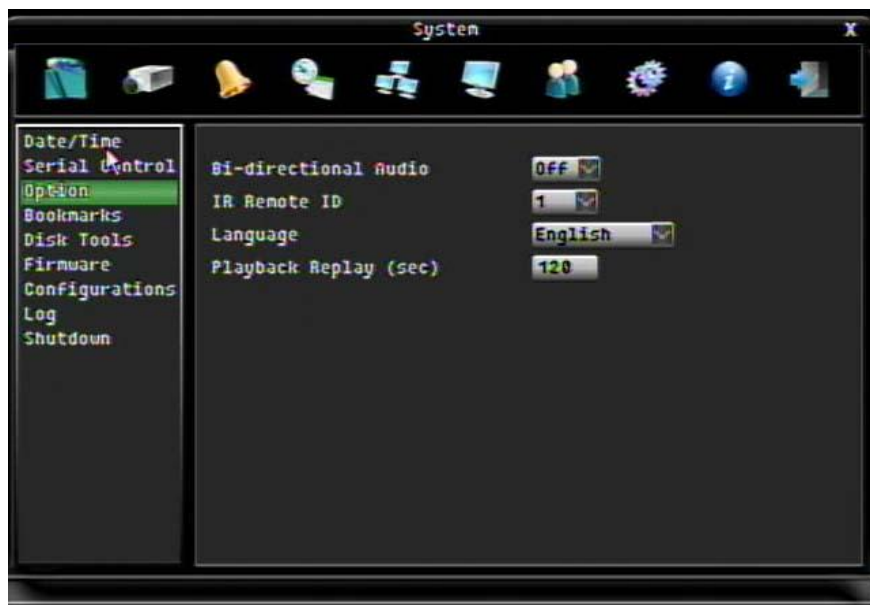 System X
Date/Time
Serial Control
Option
Bookmarks
Disk Tools
Firmware
Configurations
Log
Shutdown
Bi-directional Audio Off
IR Remote ID 1
Language English
Playback Replay (sec) 120